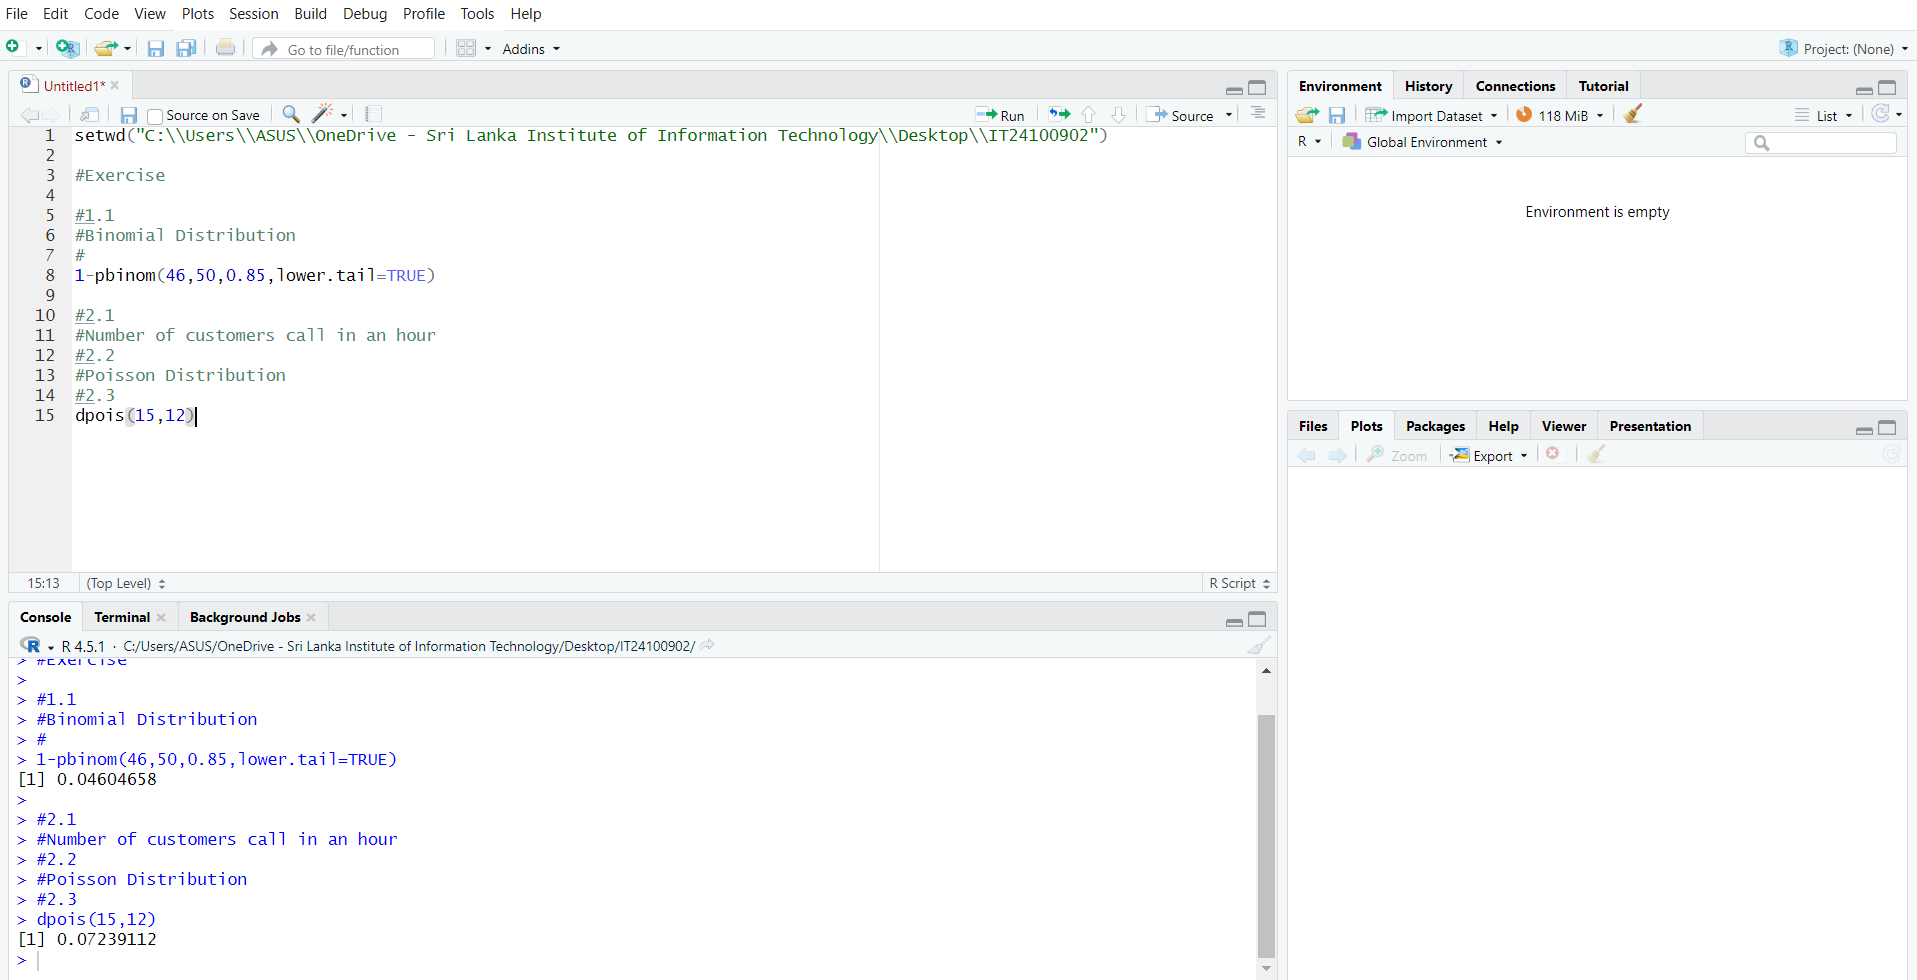 File Edit Code View Plots Session Build Debug Profile Tools Help
Go to file/function Addins Project: (None)
Untitled1*
Source on Save Run Source
1 setwd("C:\\Users\\ASUS\\OneDrive - Sri Lanka Institute of Information Technology\\Desktop\\IT24100902")
2
3 #Exercise
4
5 #1.1
6 #Binomial Distribution
7 #
8 1-pbinom(46,50,0.85,lower.tail=TRUE)
9
10 #2.1
11 #Number of customers call in an hour
12 #2.2
13 #Poisson Distribution
14 #2.3
15 dpois(15,12)
15:13 (Top Level) R Script
Console Terminal Background Jobs
R R 4.5.1 · C:/Users/ASUS/OneDrive - Sri Lanka Institute of Information Technology/Desktop/IT24100902/
> #Exercise
>
> #1.1
> #Binomial Distribution
> #
> 1-pbinom(46,50,0.85,lower.tail=TRUE)
[1] 0.04604658
>
> #2.1
> #Number of customers call in an hour
> #2.2
> #Poisson Distribution
> #2.3
> dpois(15,12)
[1] 0.07239112
>
Environment History Connections Tutorial
Import Dataset 118 MiB List
R Global Environment
Environment is empty
Files Plots Packages Help Viewer Presentation
Zoom Export